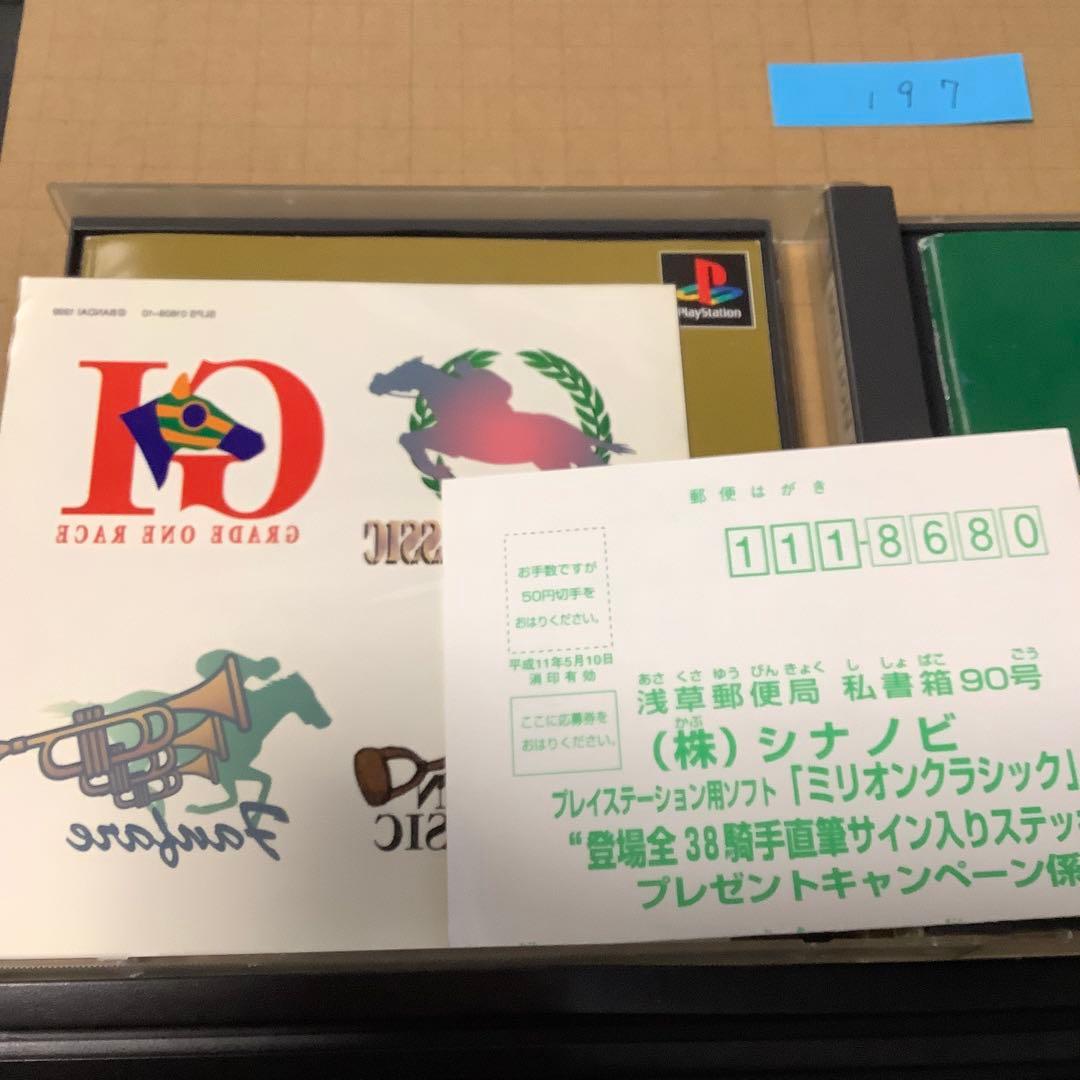 197
PlayStation
SLPS 01808~10 ©BANDAI 1999
G1
GRADE ONE RACE
Fanfare
郵便はがき
111-8680
お手数ですが
50円切手を
おはりください。
平成11年5月10日
消印有効
ここに応募券を
おはりください。
あさくさゆうびんきょく ししょばこ ごう
浅草郵便局 私書箱90号
かぶ
(株)シナノビ
プレイステーション用ソフト「ミリオンクラシック」
“登場全38騎手直筆サイン入りステッ
プレゼントキャンペーン係